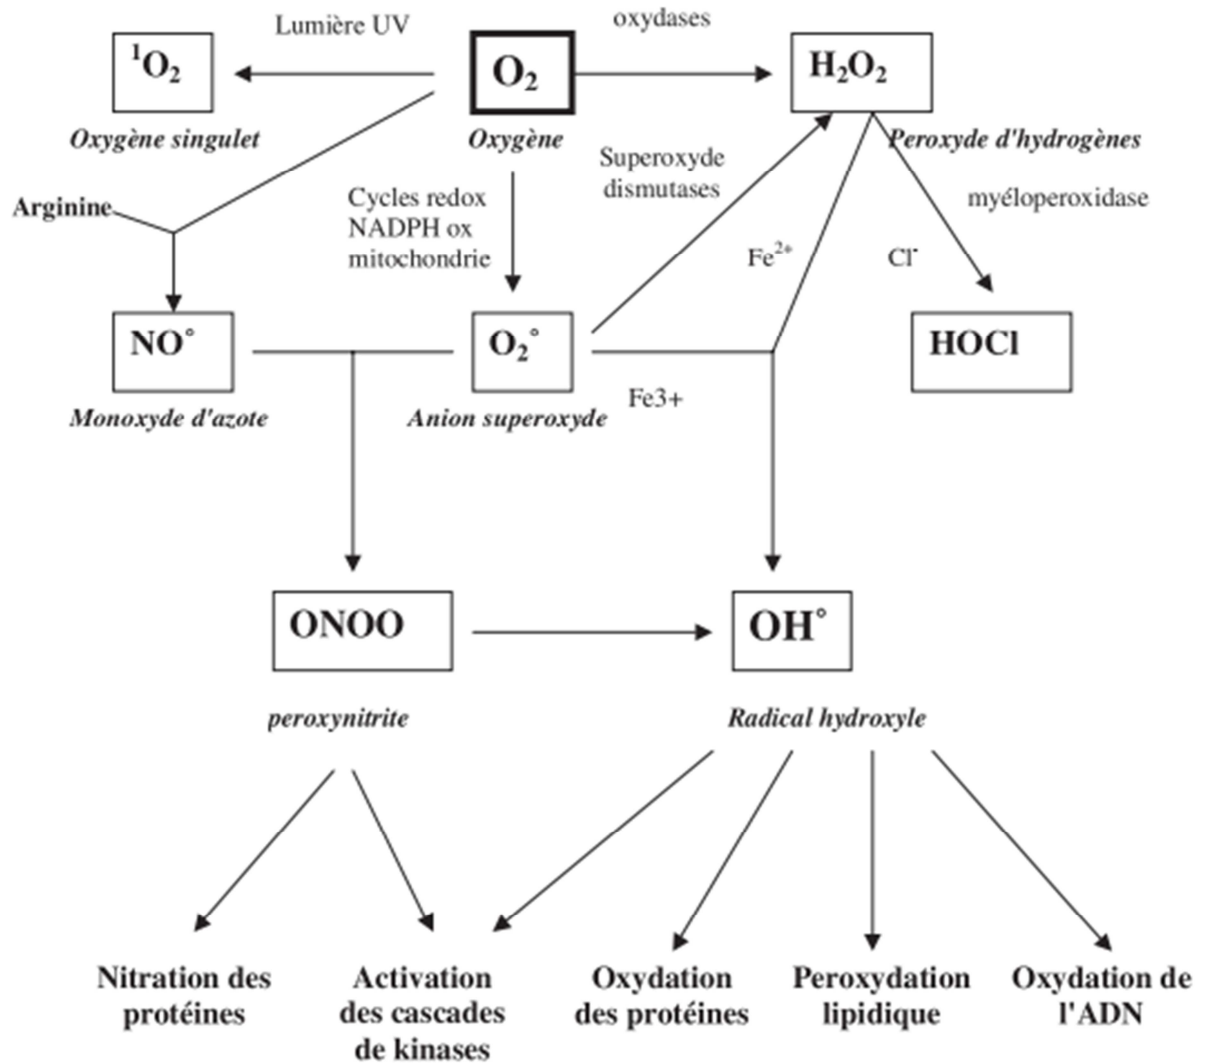 Lumière UV
oxydases
¹O₂
O₂
H₂O₂
Oxygène singulet
Oxygène
Peroxyde d'hydrogènes
Superoxyde
dismutases
Cycles redox
NADPH ox
mitochondrie
Arginine
myéloperoxidase
Fe²⁺
Cl⁻
NO°
O₂°
HOCl
Fe3+
Monoxyde d'azote
Anion superoxyde
ONOO
OH°
peroxynitrite
Radical hydroxyle
Nitration des
protéines
Activation
des cascades
de kinases
Oxydation
des protéines
Peroxydation
lipidique
Oxydation de
l'ADN